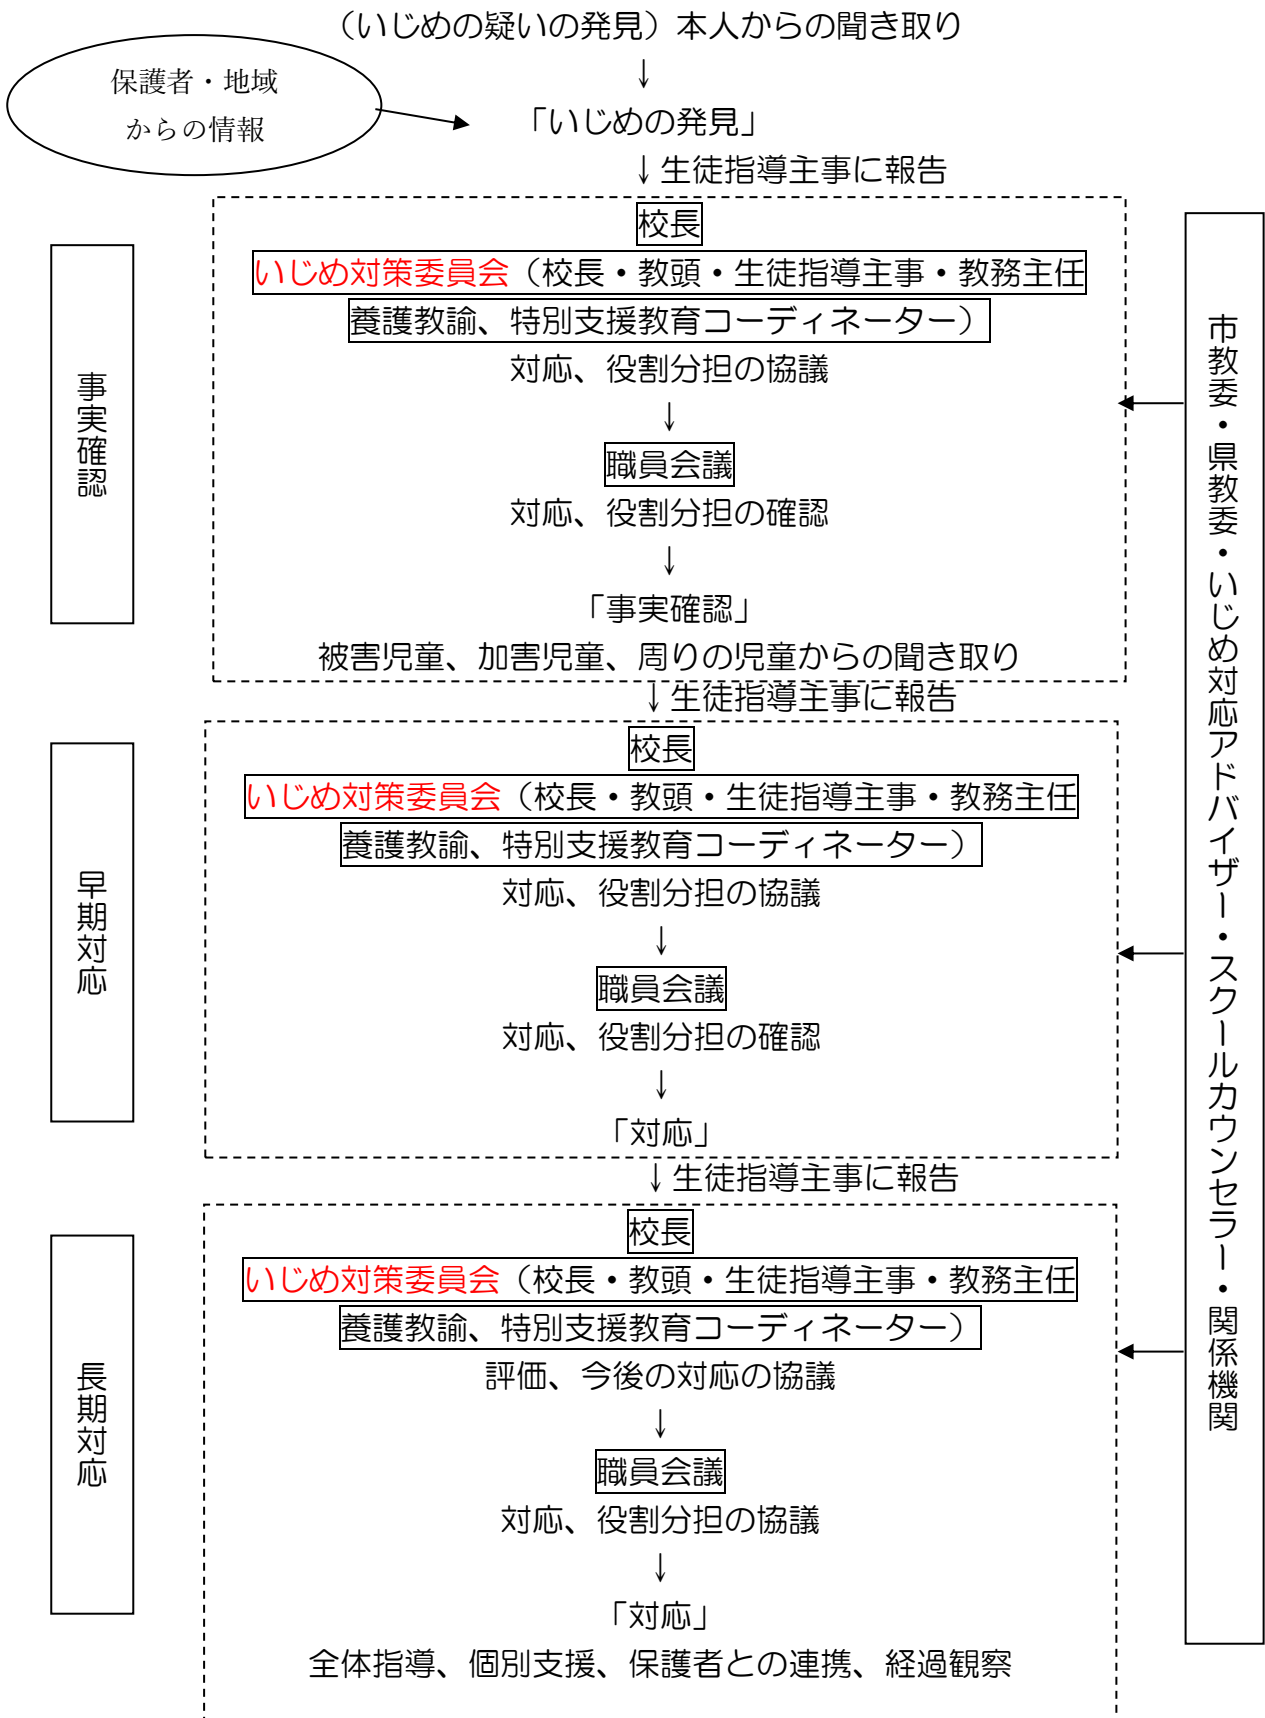 （いじめの疑いの発見）本人からの聞き取り
↓
保護者・地域
からの情報
「いじめの発見」
↓生徒指導主事に報告
事実確認
校長
いじめ対策委員会（校長・教頭・生徒指導主事・教務主任
養護教諭、特別支援教育コーディネーター）
対応、役割分担の協議
↓
職員会議
対応、役割分担の確認
↓
「事実確認」
被害児童、加害児童、周りの児童からの聞き取り
↓生徒指導主事に報告
早期対応
校長
いじめ対策委員会（校長・教頭・生徒指導主事・教務主任
養護教諭、特別支援教育コーディネーター）
対応、役割分担の協議
↓
職員会議
対応、役割分担の確認
↓
「対応」
↓生徒指導主事に報告
長期対応
校長
いじめ対策委員会（校長・教頭・生徒指導主事・教務主任
養護教諭、特別支援教育コーディネーター）
評価、今後の対応の協議
↓
職員会議
対応、役割分担の協議
↓
「対応」
全体指導、個別支援、保護者との連携、経過観察
市教委・県教委・いじめ対応アドバイザー・スクールカウンセラー・関係機関